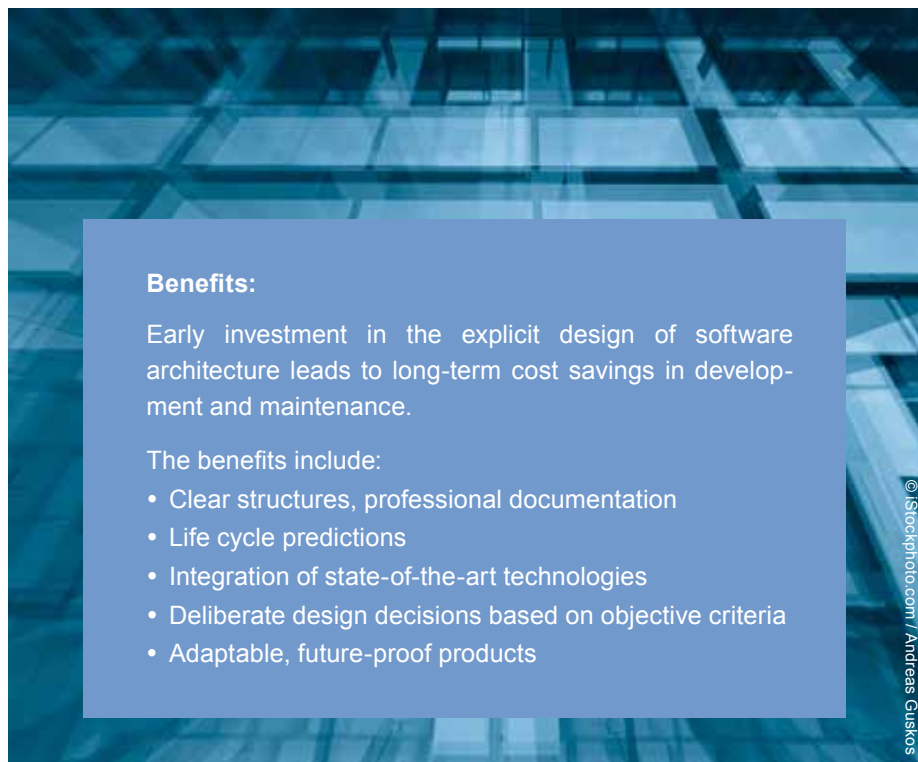 Benefits:
Early investment in the explicit design of software
architecture leads to long-term cost savings in develop-
ment and maintenance.
The benefits include:
• Clear structures, professional documentation
• Life cycle predictions
• Integration of state-of-the-art technologies
• Deliberate design decisions based on objective criteria
• Adaptable, future-proof products
© iStockphoto.com / Andreas Guskos